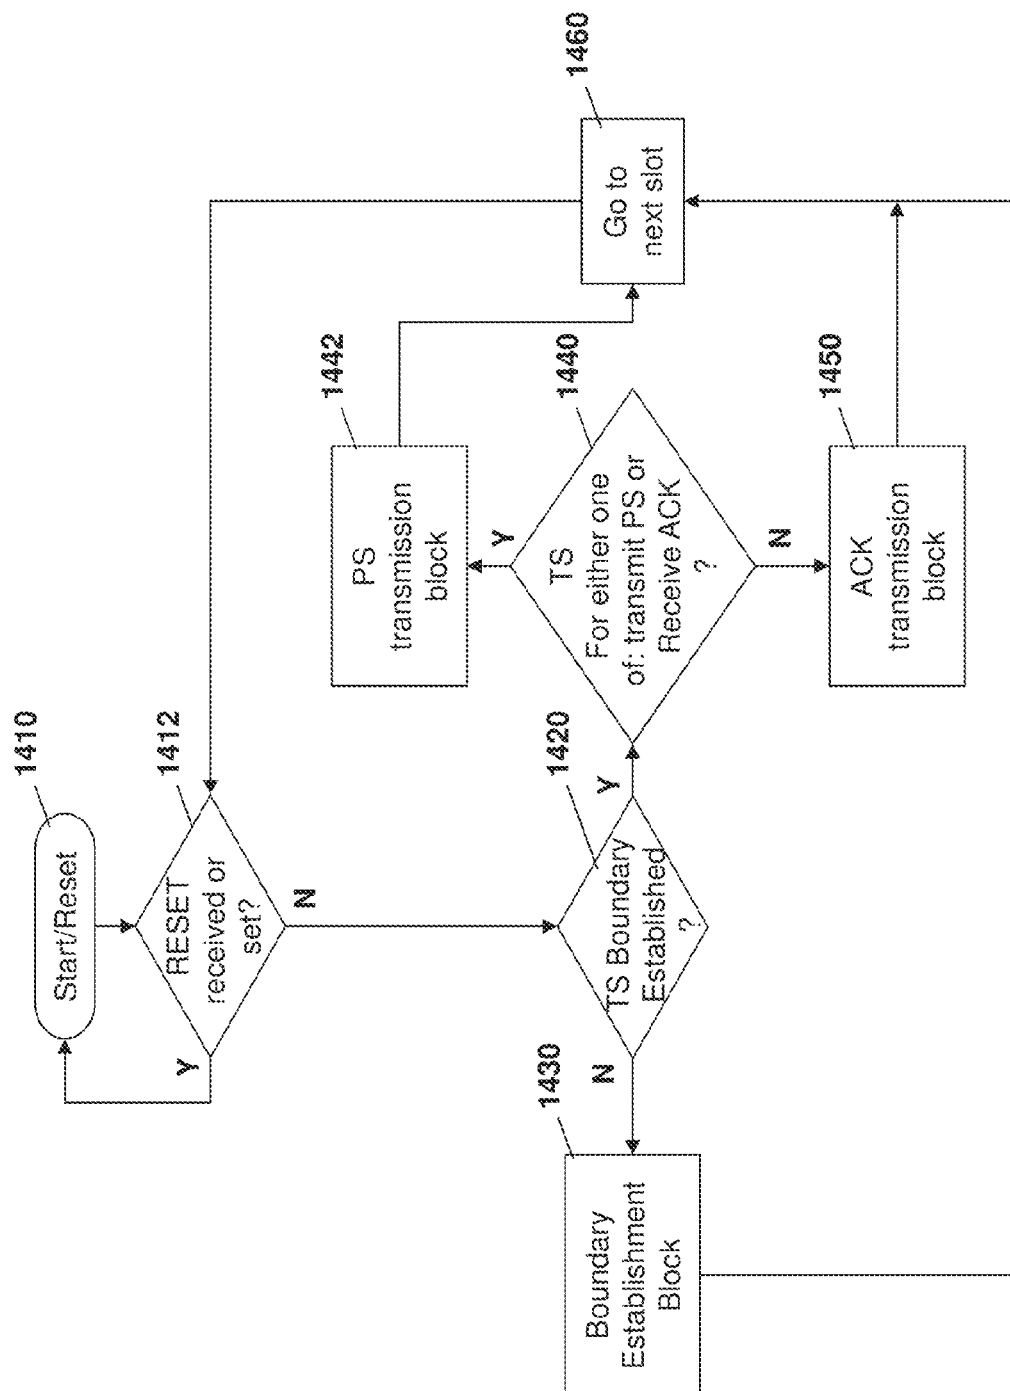 1410
Start/Reset
1412
RESET
received or
set?
Y
N
1420
TS Boundary
Established
?
N
Y
1430
Boundary
Establishment
Block
1440
TS
For either one
of: transmit PS or
Receive ACK
?
Y
N
1442
PS
transmission
block
1450
ACK
transmission
block
1460
Go to
next slot